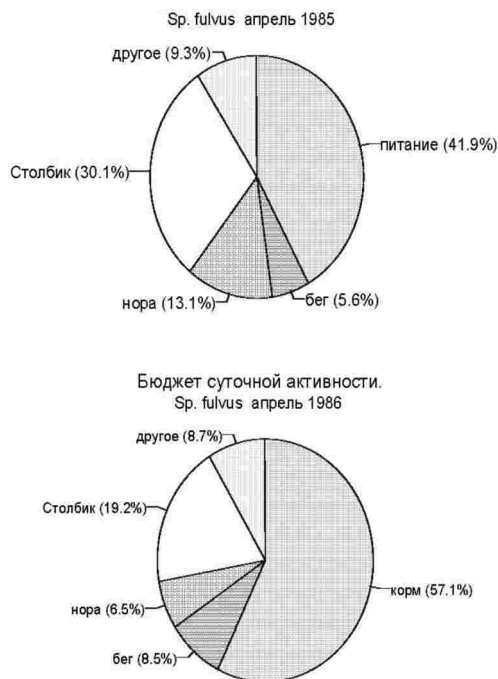 Sp. fulvus апрель 1985
другое (9.3%)
питание (41.9%)
Столбик (30.1%)
нора (13.1%)
бег (5.6%)
Бюджет суточной активности.
Sp. fulvus апрель 1986
другое (8.7%)
Столбик (19.2%)
корм (57.1%)
нора (6.5%)
бег (8.5%)